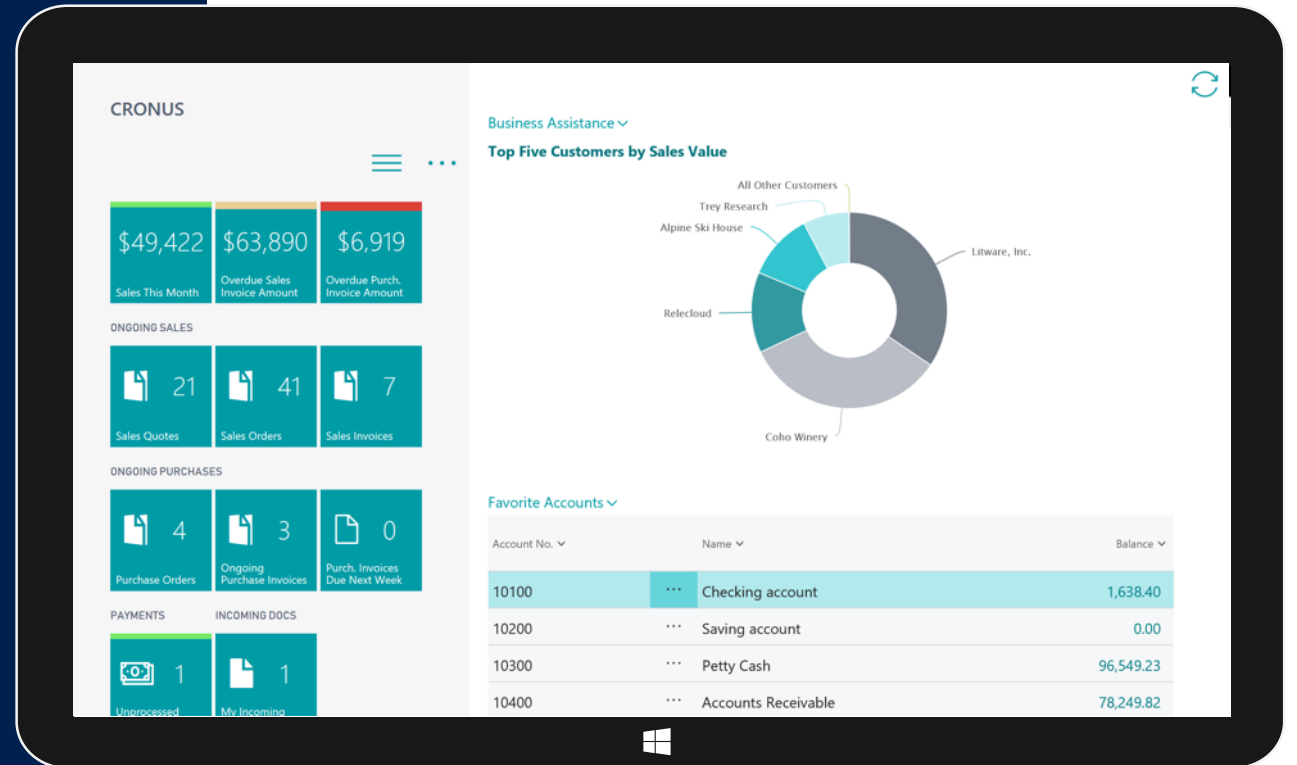 CRONUS
$49,422
Sales This Month
$63,890
Overdue Sales
Invoice Amount
$6,919
Overdue Purch.
Invoice Amount
ONGOING SALES
21
Sales Quotes
41
Sales Orders
7
Sales Invoices
ONGOING PURCHASES
4
Purchase Orders
3
Ongoing
Purchase Invoices
0
Purch. Invoices
Due Next Week
PAYMENTS
INCOMING DOCS
1
Unprocessed
1
My Incoming
Business Assistance
Top Five Customers by Sales Value
All Other Customers
Trey Research
Alpine Ski House
Litware, Inc.
Relecloud
Coho Winery
Favorite Accounts
Account No. Name Balance
10100 ... Checking account 1,638.40
10200 ... Saving account 0.00
10300 ... Petty Cash 96,549.23
10400 ... Accounts Receivable 78,249.82